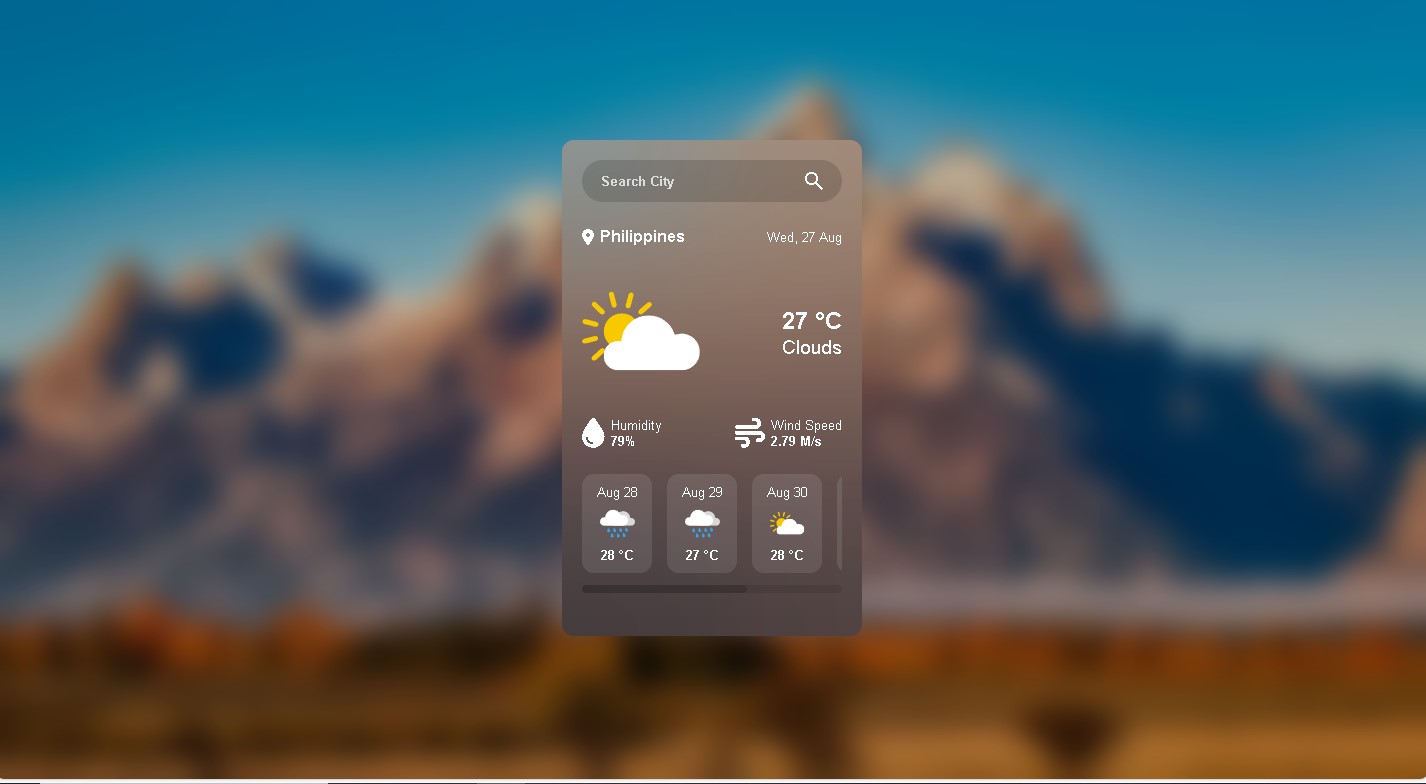 Search City
Philippines
Wed, 27 Aug
27 °C
Clouds
Humidity
79%
Wind Speed
2.79 M/s
Aug 28
28 °C
Aug 29
27 °C
Aug 30
28 °C